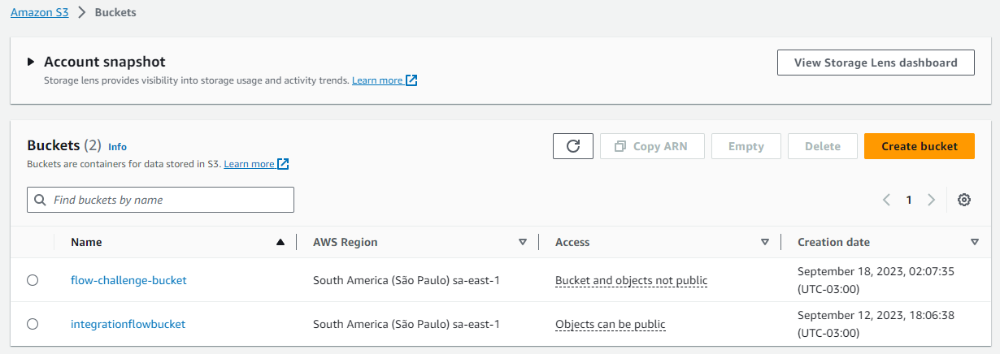 Amazon S3 > Buckets
Account snapshot
View Storage Lens dashboard
Storage lens provides visibility into storage usage and activity trends. Learn more
Buckets (2) Info
Copy ARN Empty Delete Create bucket
Buckets are containers for data stored in S3. Learn more
Find buckets by name
1
Name AWS Region Access Creation date
flow-challenge-bucket South America (São Paulo) sa-east-1 Bucket and objects not public September 18, 2023, 02:07:35
(UTC-03:00)
integrationflowbucket South America (São Paulo) sa-east-1 Objects can be public September 12, 2023, 18:06:38
(UTC-03:00)